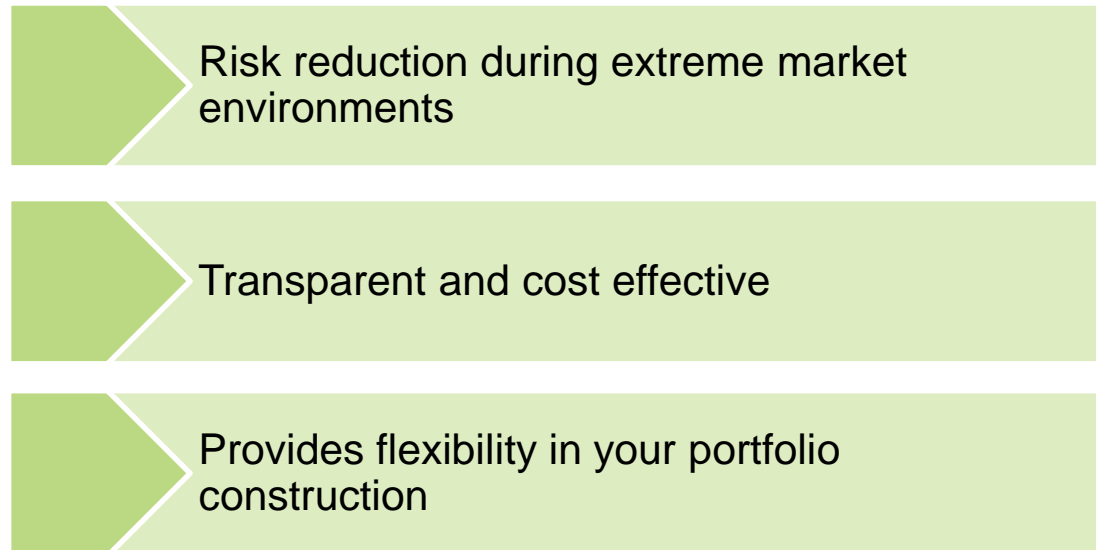 Risk reduction during extreme market
environments
Transparent and cost effective
Provides flexibility in your portfolio
construction